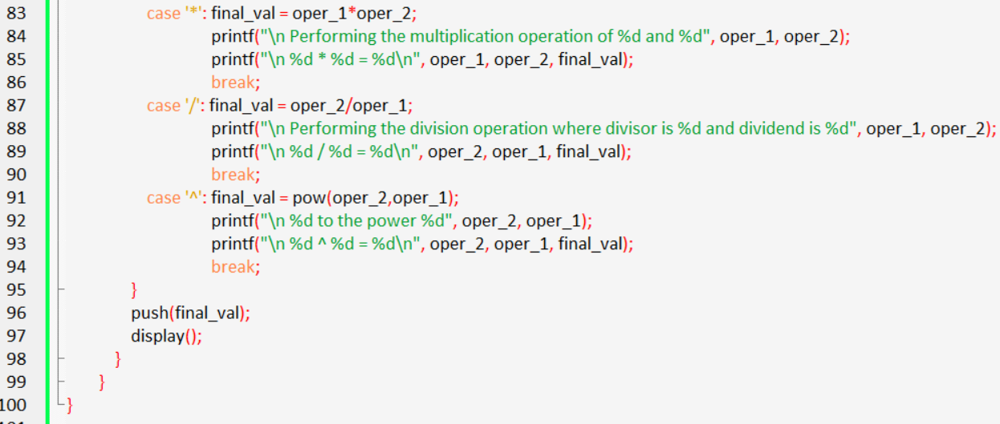 83 case '*': final_val = oper_1*oper_2;
84 printf("\n Performing the multiplication operation of %d and %d", oper_1, oper_2);
85 printf("\n %d * %d = %d\n", oper_1, oper_2, final_val);
86 break;
87 case '/': final_val = oper_2/oper_1;
88 printf("\n Performing the division operation where divisor is %d and dividend is %d", oper_1, oper_2);
89 printf("\n %d / %d = %d\n", oper_2, oper_1, final_val);
90 break;
91 case '^': final_val = pow(oper_2,oper_1);
92 printf("\n %d to the power %d", oper_2, oper_1);
93 printf("\n %d ^ %d = %d\n", oper_2, oper_1, final_val);
94 break;
95 }
96 push(final_val);
97 display();
98 }
99 }
100 }